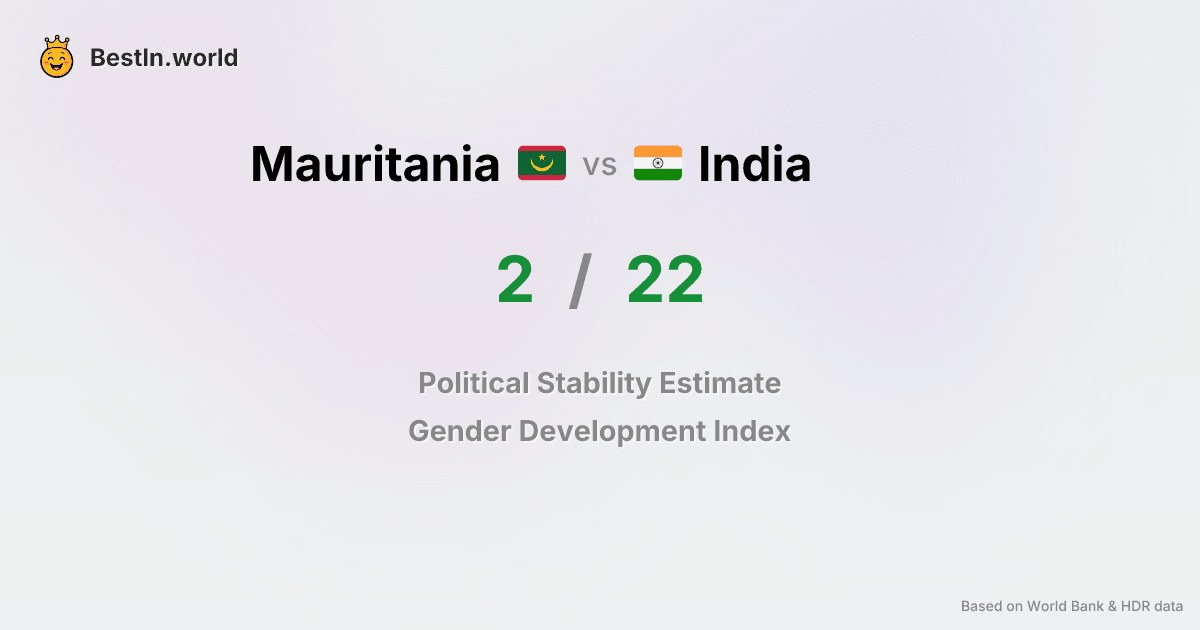 BestIn.world
Mauritania vs India
2 / 22
Political Stability Estimate
Gender Development Index
Based on World Bank & HDR data